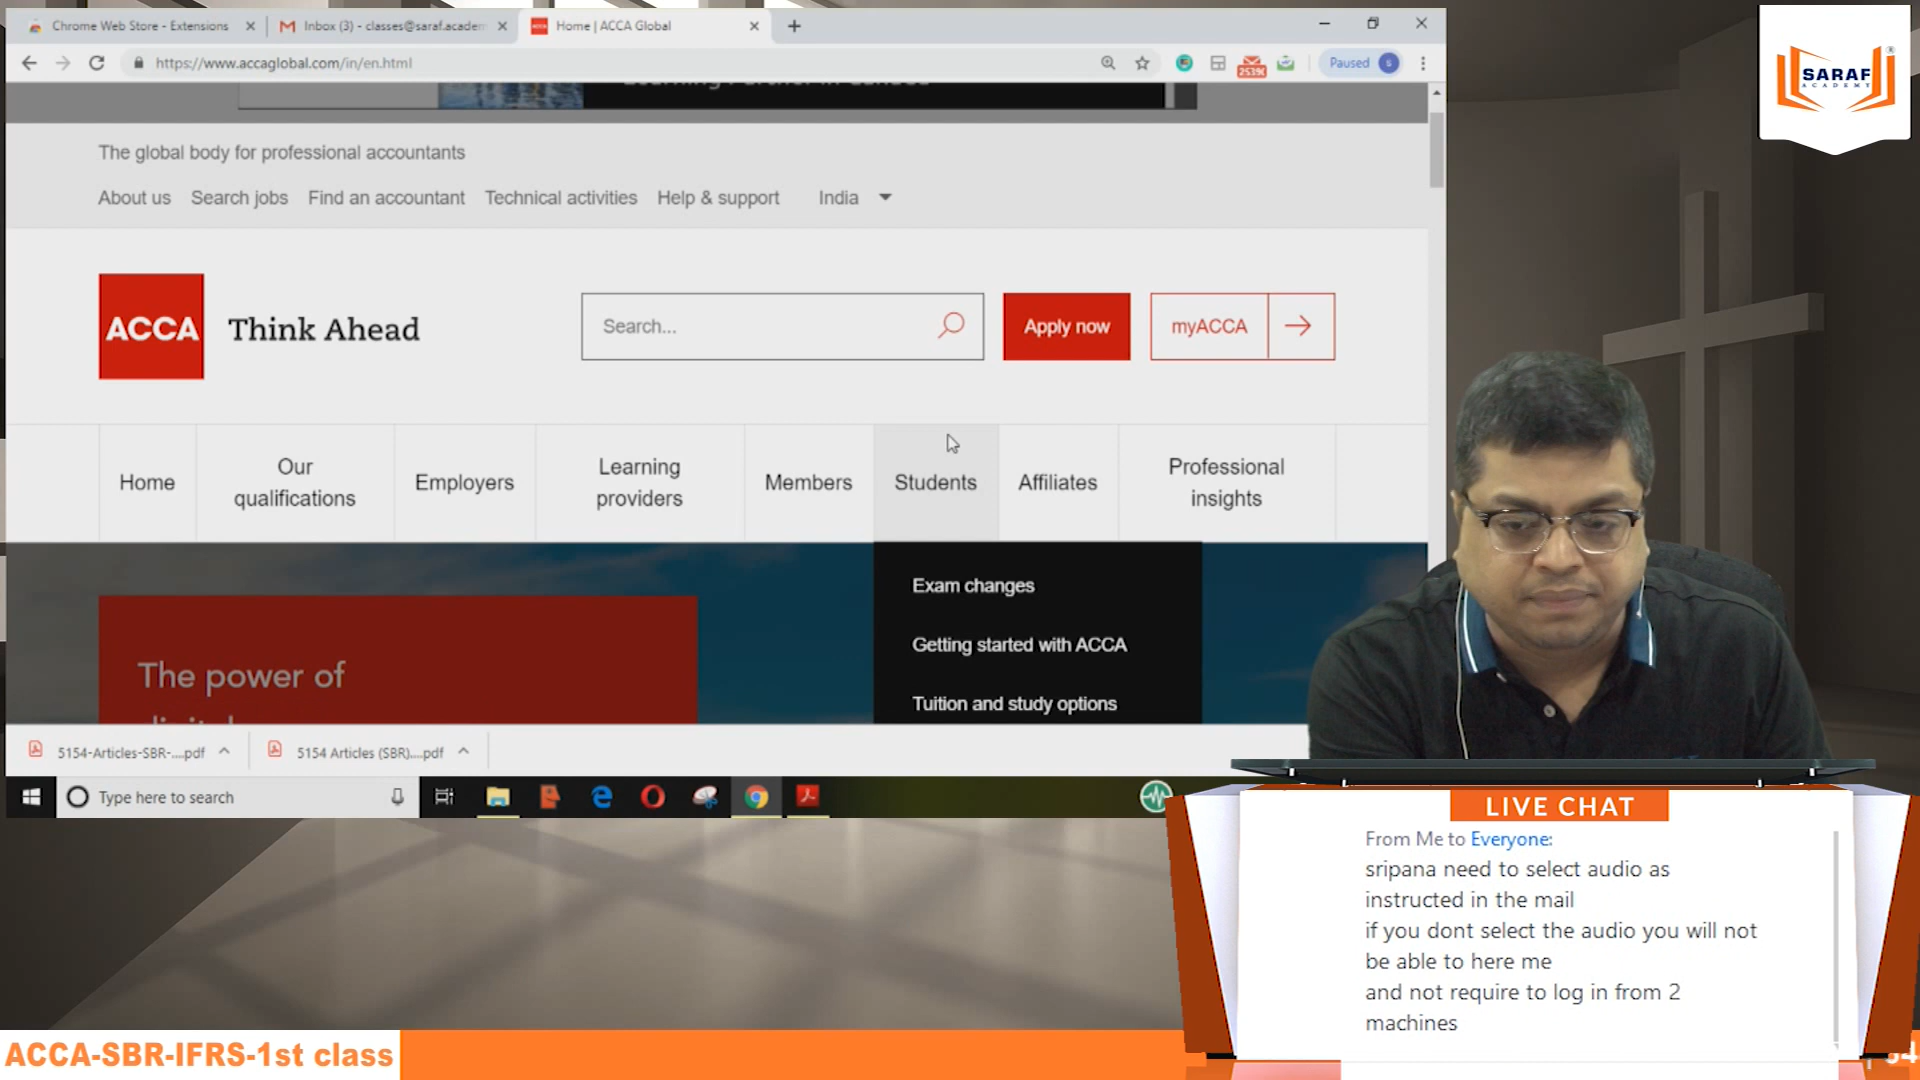 Chrome Web Store - Extensions
Inbox (3) - classes@saraf.academ
Home | ACCA Global
https://www.accaglobal.com/in/en.html
2539
Paused
s
The global body for professional accountants
About us Search jobs Find an accountant Technical activities Help & support India
ACCA
Think Ahead
Search...
Apply now
myACCA
Home
Our qualifications
Employers
Learning providers
Members
Students
Affiliates
Professional insights
Exam changes
Getting started with ACCA
Tuition and study options
The power of
5154-Articles-SBR-....pdf
5154 Articles (SBR)....pdf
Type here to search
SARAF
ACADEMY
LIVE CHAT
From Me to Everyone:
sripana need to select audio as
instructed in the mail
if you dont select the audio you will not
be able to here me
and not require to log in from 2
machines
ACCA-SBR-IFRS-1st class